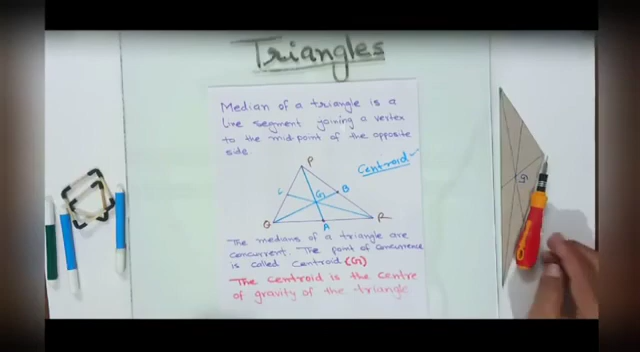 Triangles
Median of a triangle is a
line segment joining a vertex
to the midpoint of the opposite
side.
Centroid
P
C
G
B
Q
A
R
The medians of a triangle are
concurrent. The point of concurrence
is called Centroid (G)
The centroid is the centre
of gravity of the triangle
G